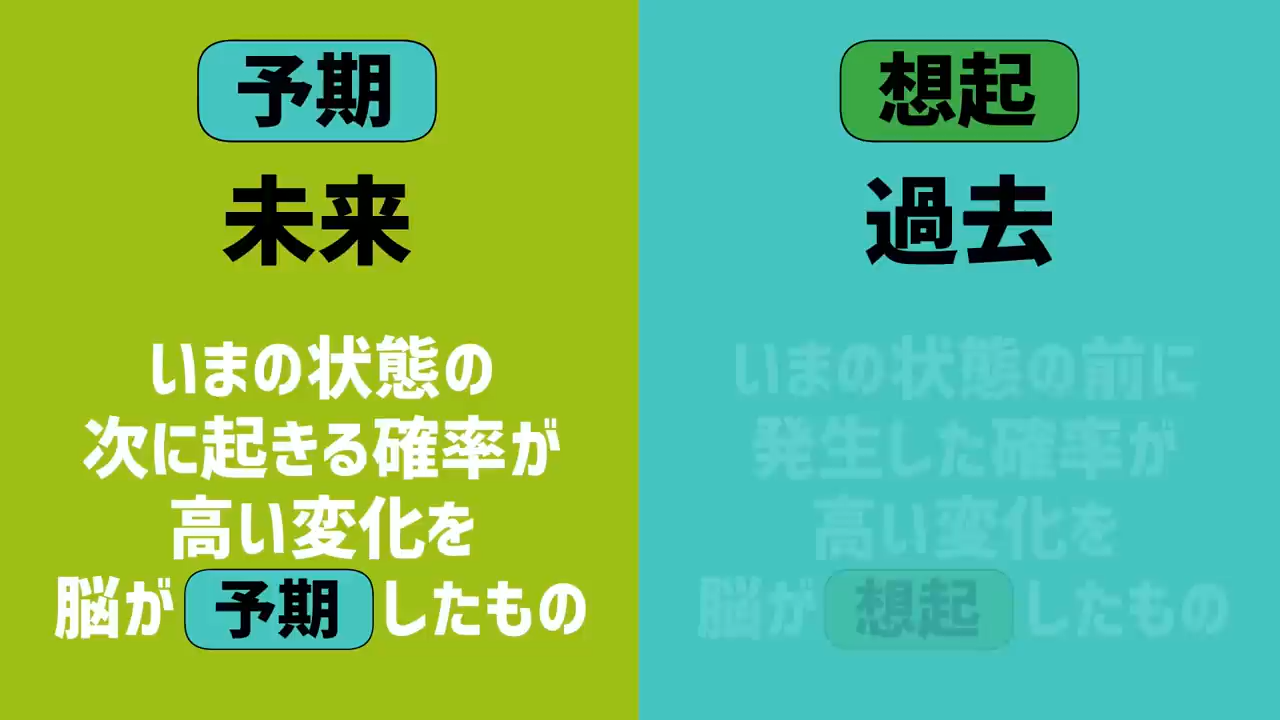 予期
未来
いまの状態の
次に起きる確率が
高い変化を
脳が予期したもの
想起
過去
いまの状態の前に
発生した確率が
高い変化を
脳が想起したもの